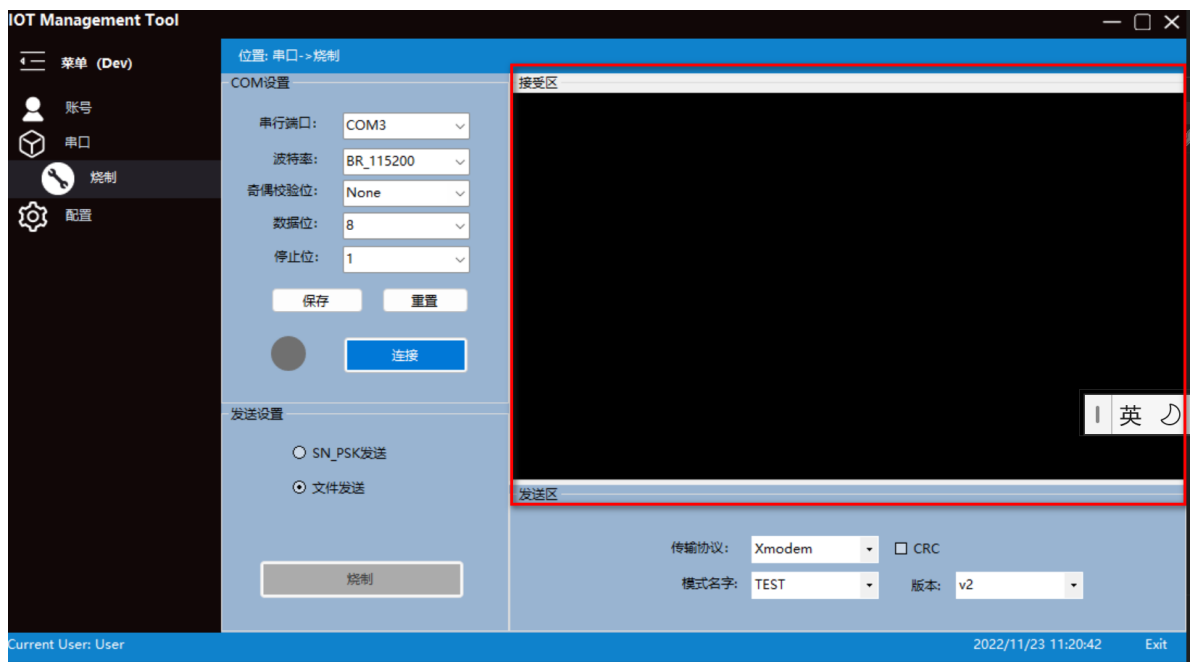 IOT Management Tool
菜单 (Dev)
账号
串口
烧制
配置
位置: 串口->烧制
COM设置
串行端口: COM3
波特率: BR_115200
奇偶校验位: None
数据位: 8
停止位: 1
保存 重置
连接
发送设置
SN_PSK发送
文件发送
烧制
接受区
英
发送区
传输协议: Xmodem CRC
模式名字: TEST 版本: v2
Current User: User 2022/11/23 11:20:42 Exit